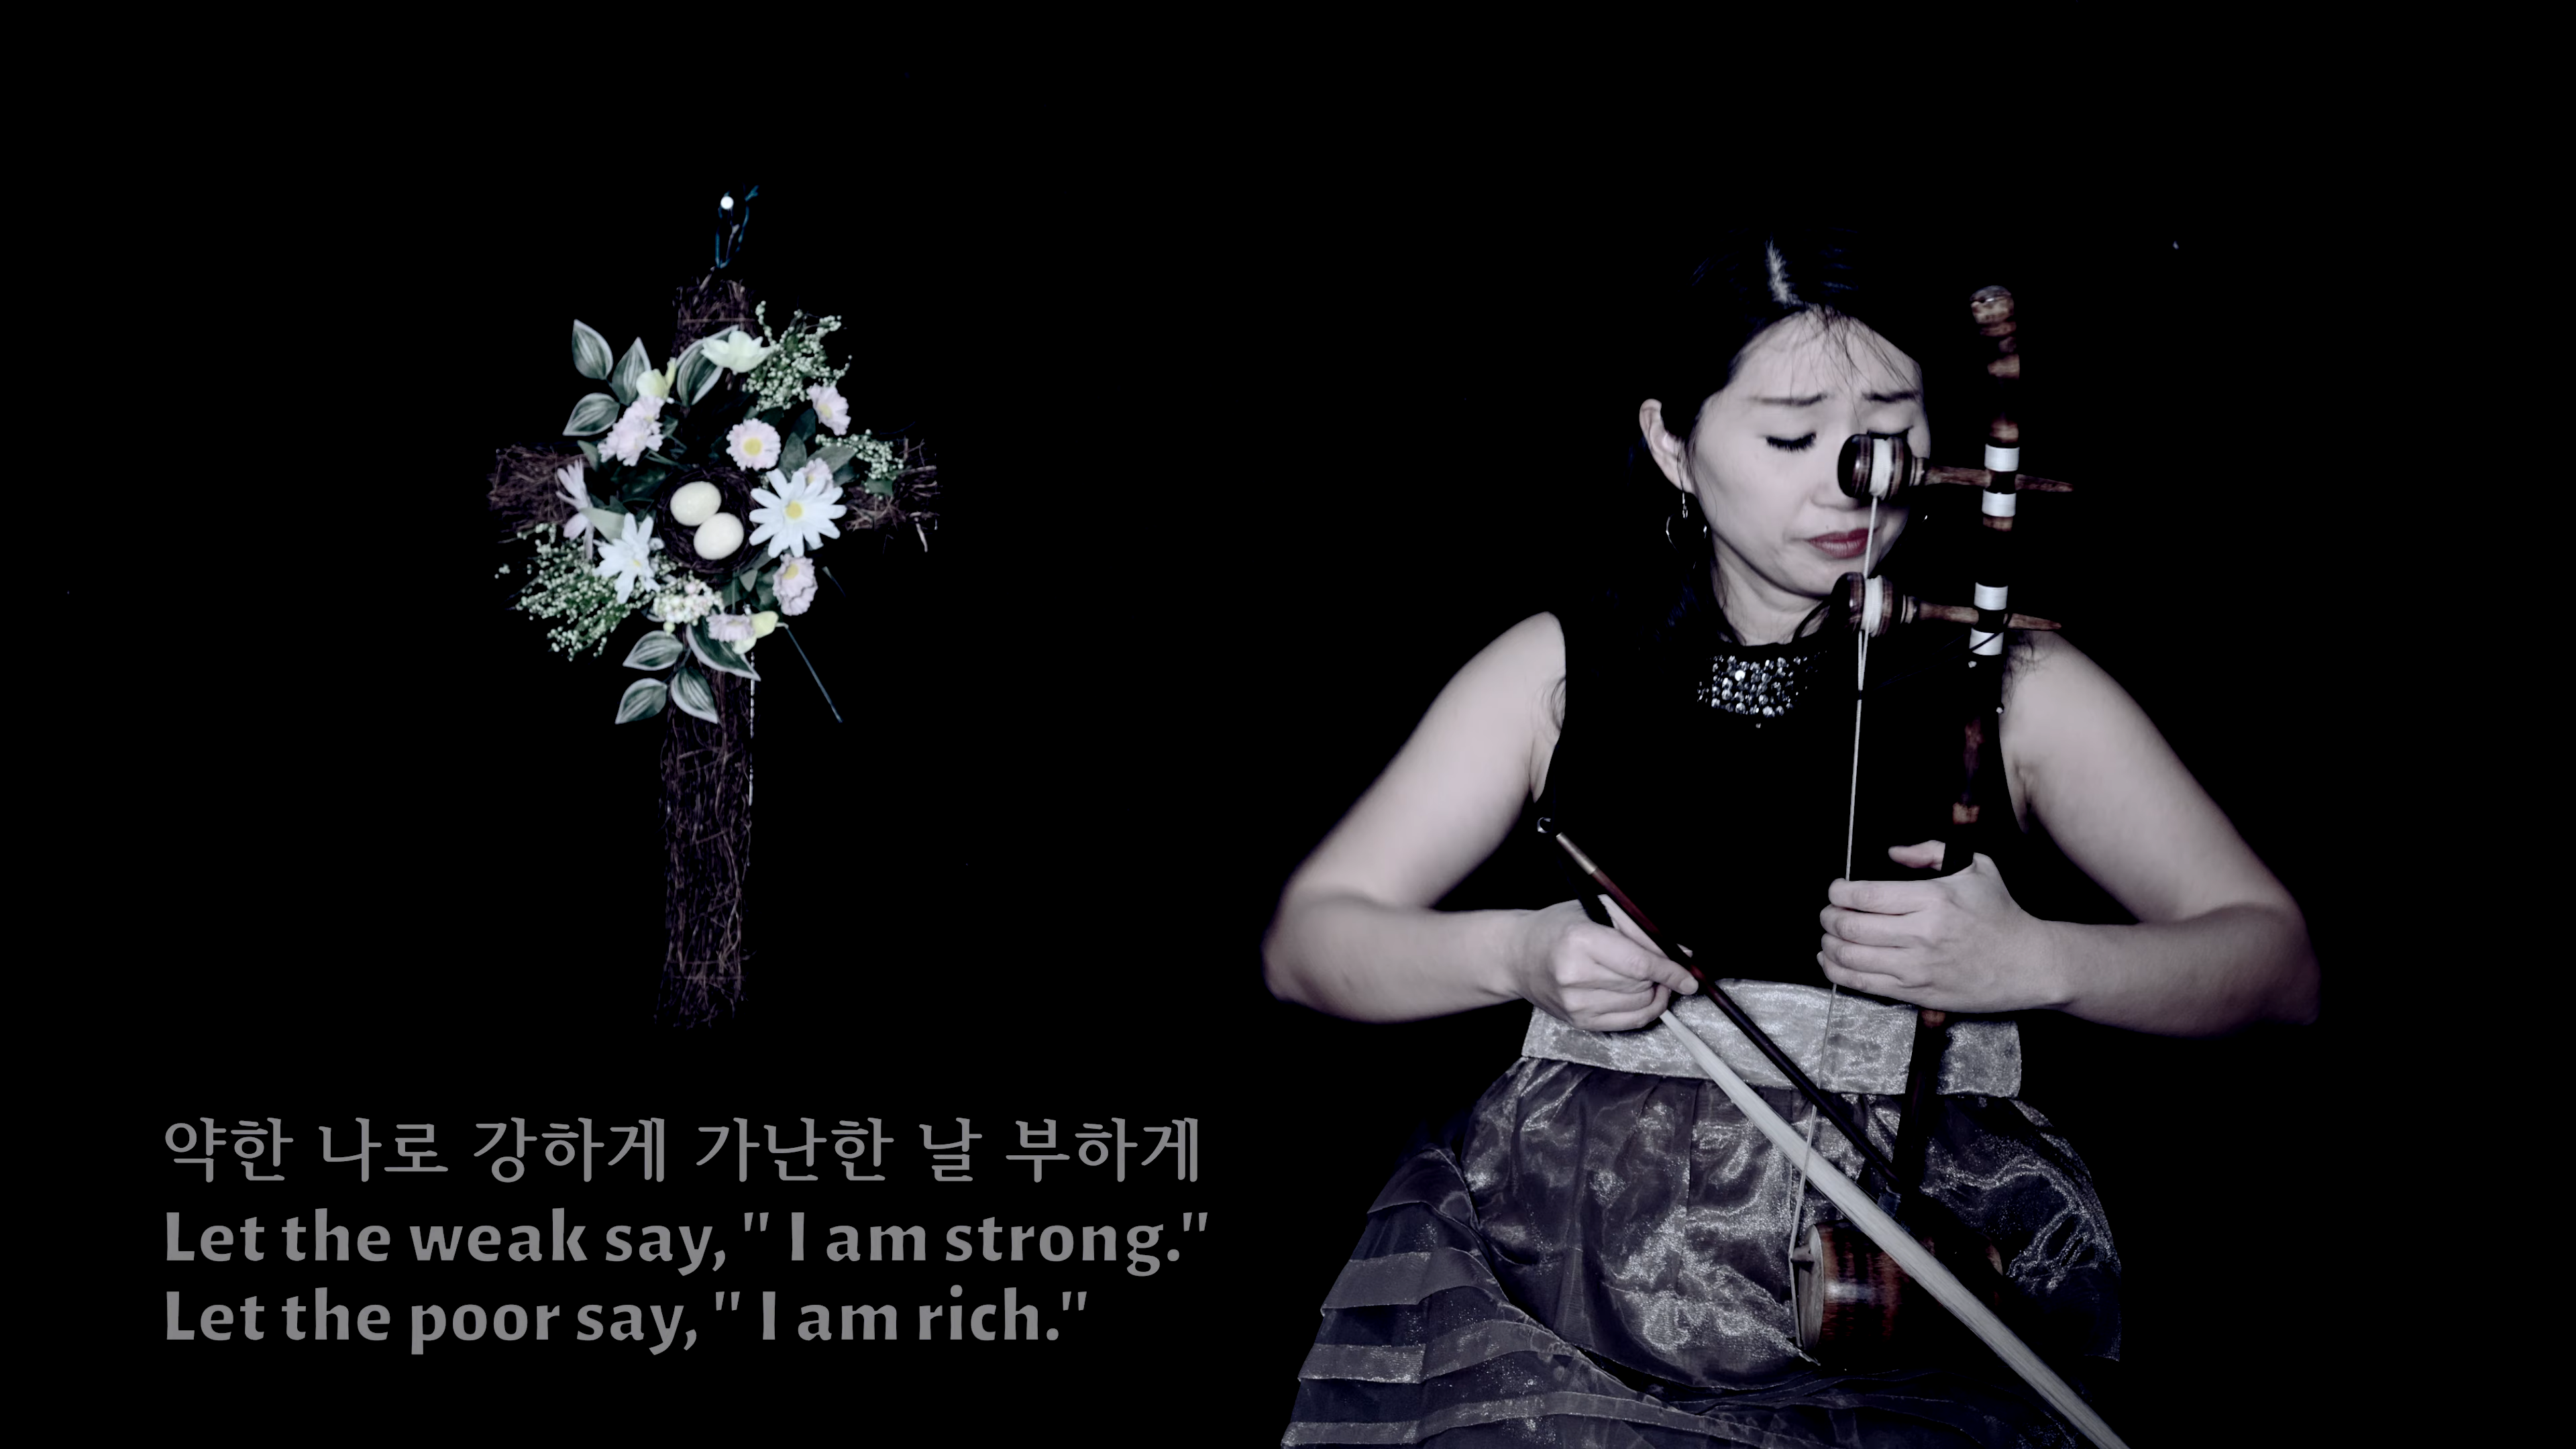 약한 나로 강하게 가난한 날 부하게
Let the weak say, " I am strong."
Let the poor say, " I am rich."